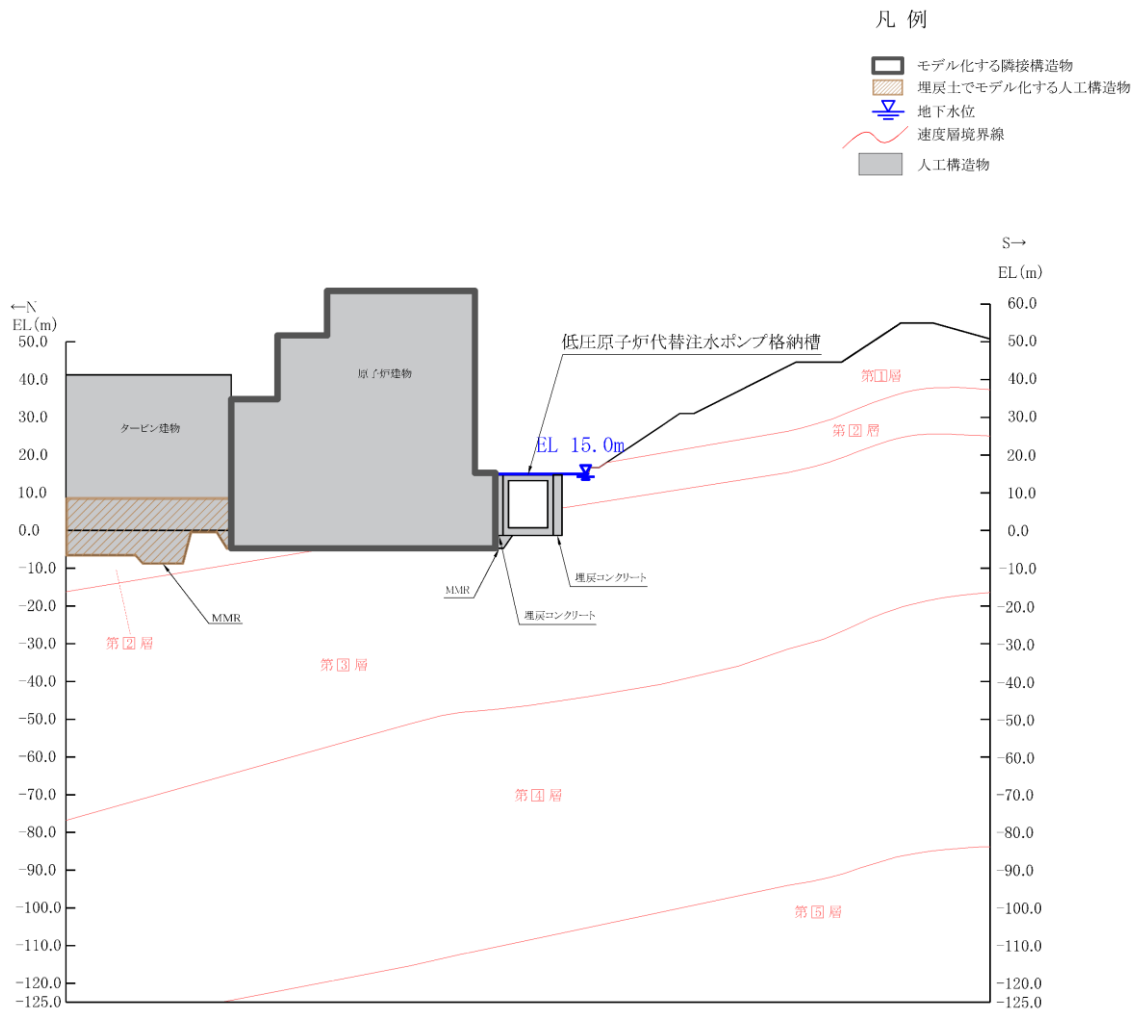 凡 例
モデル化する隣接構造物
埋戻土でモデル化する人工構造物
地下水位
速度層境界線
人工構造物
S→
EL(m)
←N
EL(m)
60.0
50.0
40.0
30.0
20.0
10.0
0.0
-10.0
-20.0
-30.0
-40.0
-50.0
-60.0
-70.0
-80.0
-90.0
-100.0
-110.0
-120.0
-125.0
50.0
40.0
30.0
20.0
10.0
0.0
-10.0
-20.0
-30.0
-40.0
-50.0
-60.0
-70.0
-80.0
-90.0
-100.0
-110.0
-120.0
-125.0
低圧原子炉代替注水ポンプ格納槽
原子炉建物
タービン建物
EL 15.0m
第1層
第2層
MMR
埋戻コンクリート
埋戻コンクリート
MMR
第2層
第3層
第4層
第5層